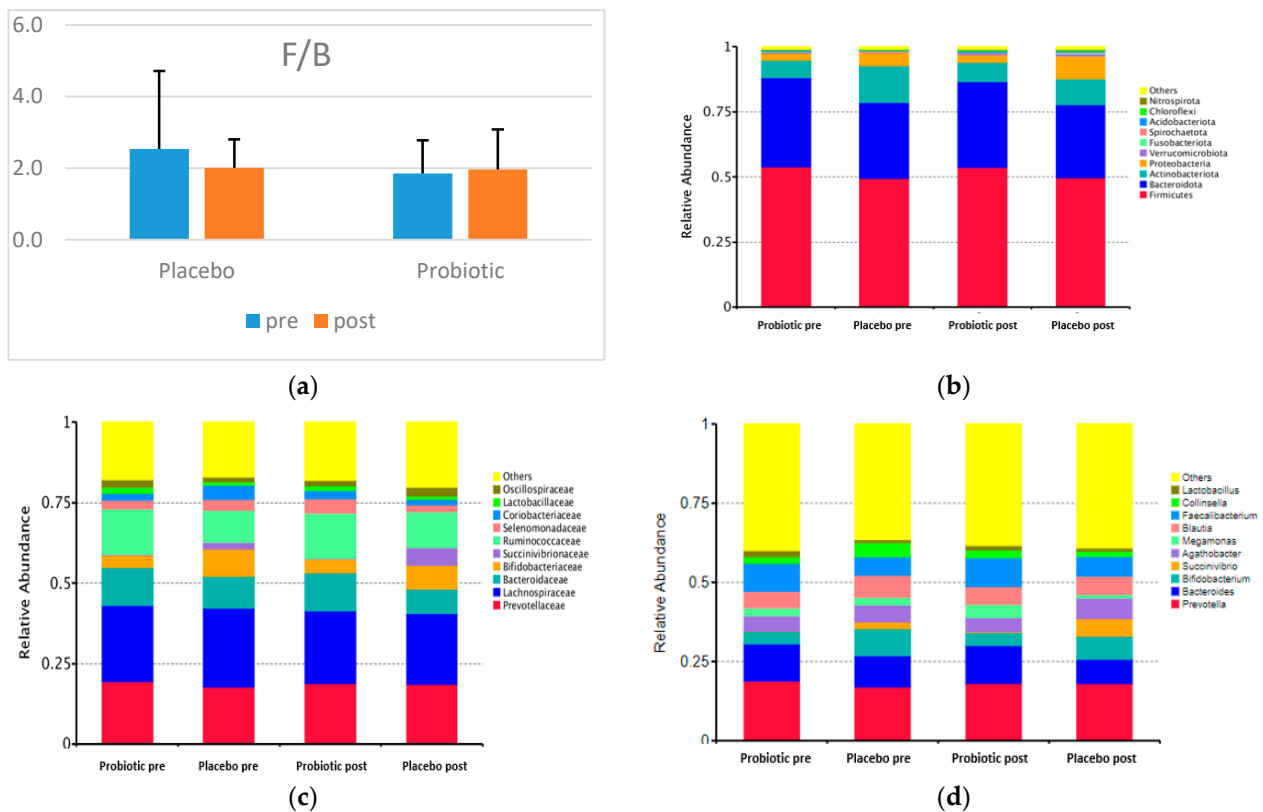 6.0
F/B
4.0
2.0
0.0
Placebo Probiotic
pre post
(a)
Relative Abundance
1
0.75
0.5
0.25
0
Others
Nitrospirota
Chloroflexi
Acidobacteriota
Spirochaetota
Fusobacteriota
Verrucomicrobiota
Proteobacteria
Actinobacteriota
Bacteroidota
Firmicutes
Probiotic pre Placebo pre Probiotic post Placebo post
(b)
Relative Abundance
1
0.75
0.5
0.25
0
Others
Oscillospiraceae
Lactobacillaceae
Coriobacteriaceae
Selenomonadaceae
Ruminococcaceae
Succinivibrionaceae
Bifidobacteriaceae
Bacteroidaceae
Lachnospiraceae
Prevotellaceae
Probiotic pre Placebo pre Probiotic post Placebo post
(c)
Relative Abundance
1
0.75
0.5
0.25
0
Others
Lactobacillus
Collinsella
Faecalibacterium
Blautia
Megamonas
Agathobacter
Succinivibrio
Bifidobacterium
Bacteroides
Prevotella
Probiotic pre Placebo pre Probiotic post Placebo post
(d)